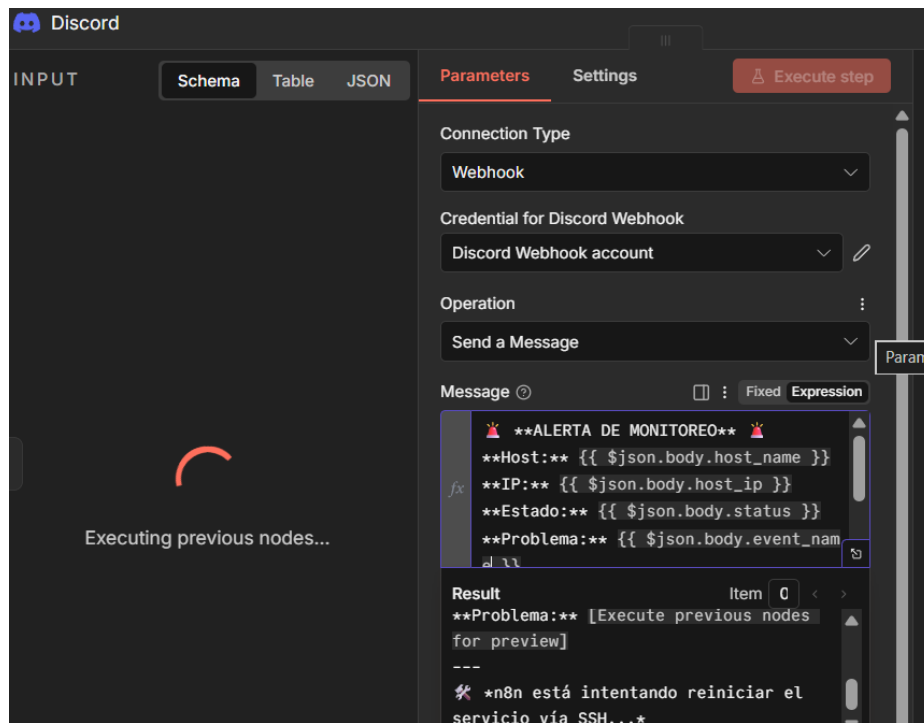 Discord
INPUT
Schema Table JSON
Parameters Settings
Execute step
Connection Type
Webhook
Credential for Discord Webhook
Discord Webhook account
Operation
Send a Message
Param
Message
Fixed Expression
fx
🚨 **ALERTA DE MONITOREO** 🚨
**Host:** {{ $json.body.host_name }}
**IP:** {{ $json.body.host_ip }}
**Estado:** {{ $json.body.status }}
**Problema:** {{ $json.body.event_nam
e }}
Executing previous nodes...
Result
Item 0
**Problema:** [Execute previous nodes
for preview]
---
🛠️ *n8n está intentando reiniciar el
servicio vía SSH...*